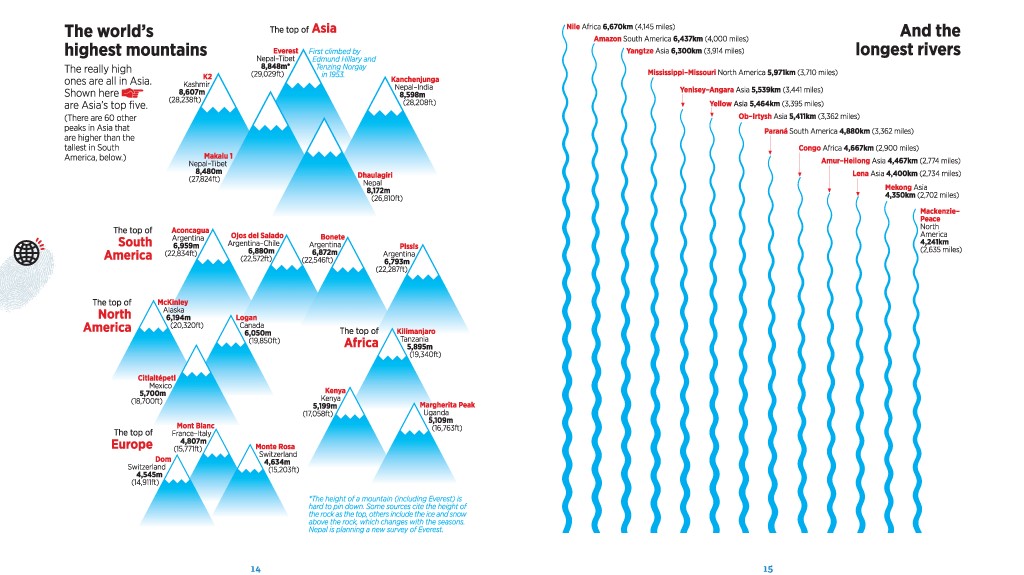 The world's
highest mountains
The really high
ones are all in Asia.
Shown here
are Asia's top five.
(There are 60 other
peaks in Asia that
are higher than the
tallest in South
America, below.)
The top of Asia
Everest
Nepal–Tibet
8,848m*
(29,029ft)
First climbed by
Edmund Hillary and
Tenzing Norgay
in 1953.
K2
Kashmir
8,607m
(28,238ft)
Kanchenjunga
Nepal–India
8,598m
(28,208ft)
Makalu 1
Nepal–Tibet
8,480m
(27,824ft)
Dhaulagiri
Nepal
8,172m
(26,810ft)
The top of
South
America
Aconcagua
Argentina
6,959m
(22,834ft)
Ojos del Salado
Argentina–Chile
6,880m
(22,572ft)
Bonete
Argentina
6,872m
(22,546ft)
Pissis
Argentina
6,793m
(22,287ft)
The top of
North
America
McKinley
Alaska
6,194m
(20,320ft)
Logan
Canada
6,050m
(19,850ft)
Citlaltépetl
Mexico
5,700m
(18,700ft)
The top of
Africa
Kilimanjaro
Tanzania
5,895m
(19,340ft)
Kenya
Kenya
5,199m
(17,058ft)
Margherita Peak
Uganda
5,109m
(16,763ft)
The top of
Europe
Mont Blanc
France–Italy
4,807m
(15,771ft)
Dom
Switzerland
4,545m
(14,911ft)
Monte Rosa
Switzerland
4,634m
(15,203ft)
*The height of a mountain (including Everest) is
hard to pin down. Some sources cite the height of
the rock as the top, others include the ice and snow
above the rock, which changes with the seasons.
Nepal is planning a new survey of Everest.
14
And the
longest rivers
Nile Africa 6,670km (4,145 miles)
Amazon South America 6,437km (4,000 miles)
Yangtze Asia 6,300km (3,914 miles)
Mississippi–Missouri North America 5,971km (3,710 miles)
Yenisey–Angara Asia 5,539km (3,441 miles)
Yellow Asia 5,464km (3,395 miles)
Ob–Irtysh Asia 5,411km (3,362 miles)
Paraná South America 4,880km (3,362 miles)
Congo Africa 4,667km (2,900 miles)
Amur–Heilong Asia 4,467km (2,774 miles)
Lena Asia 4,400km (2,734 miles)
Mekong Asia
4,350km (2,702 miles)
Mackenzie–
Peace
North
America
4,241km
(2,635 miles)
15